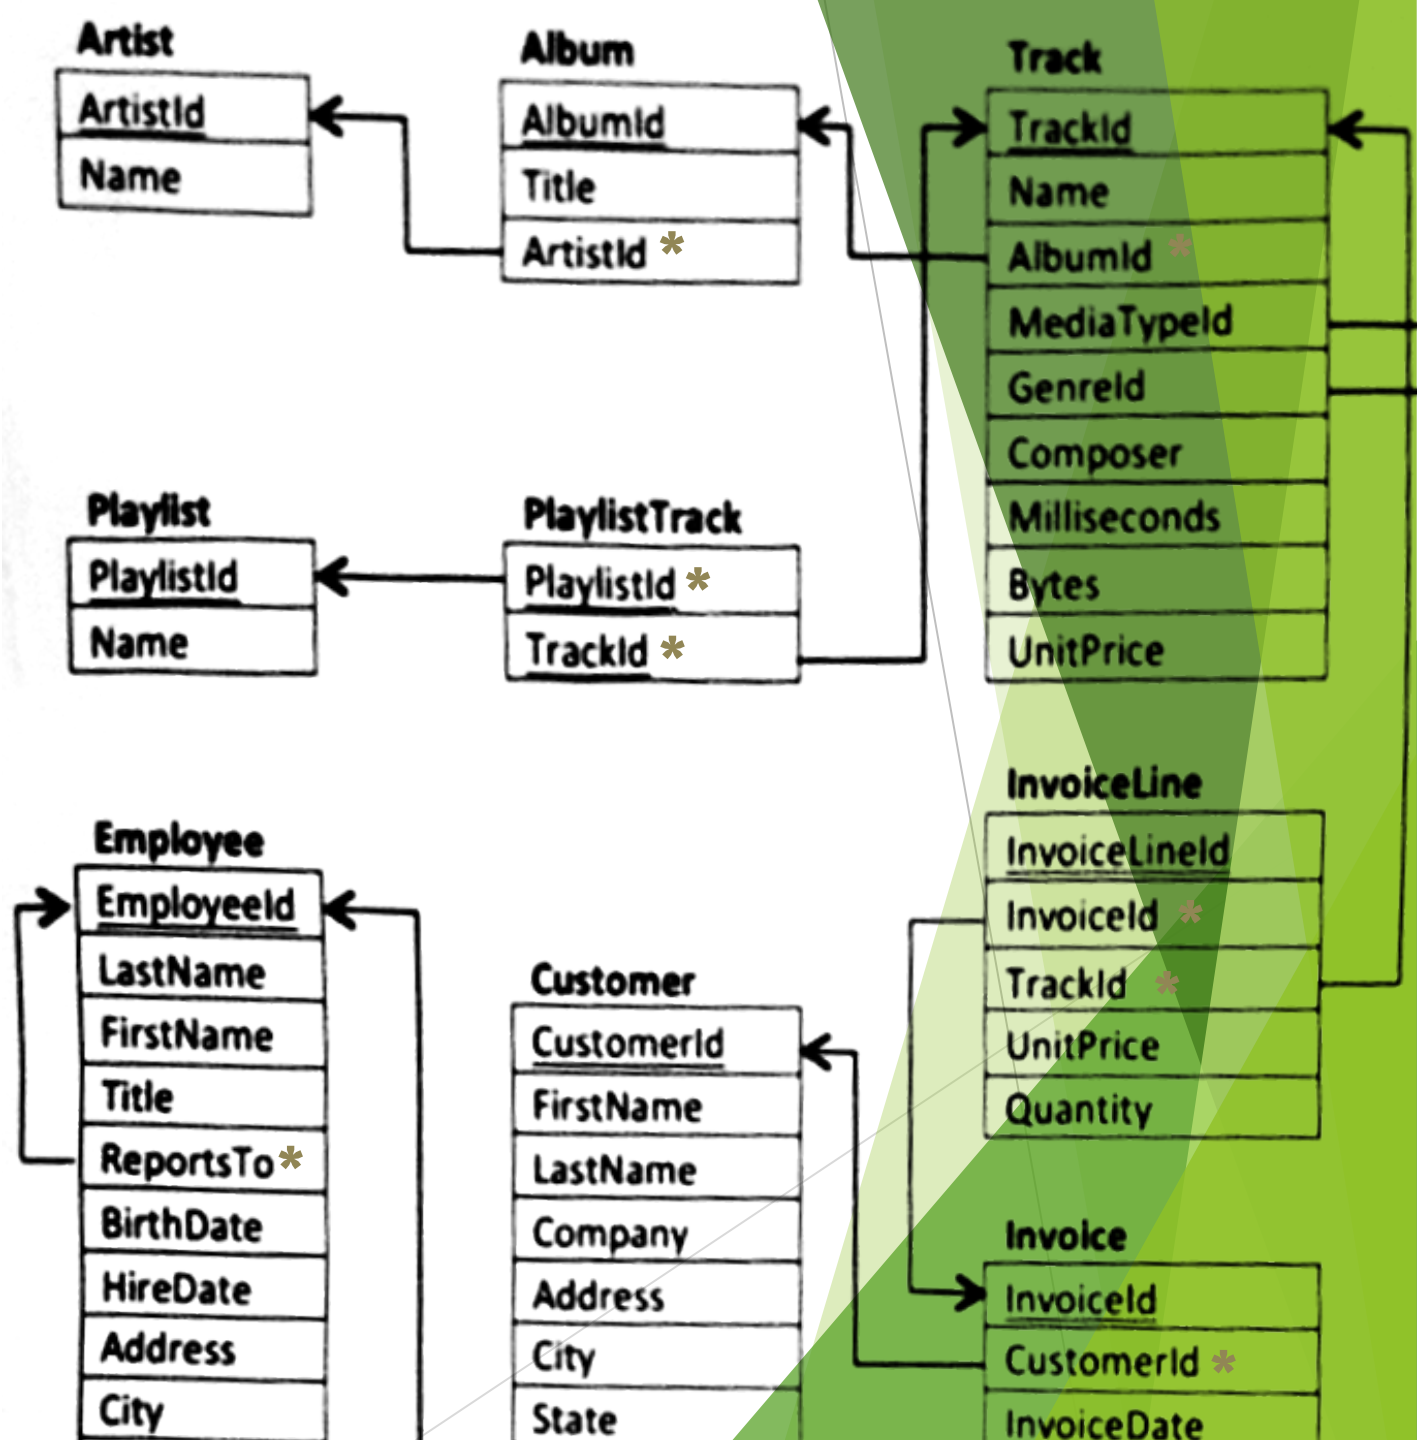 Artist
ArtistId
Name
Album
AlbumId
Title
ArtistId *
Track
TrackId
Name
AlbumId *
MediaTypeId
GenreId
Composer
Milliseconds
Bytes
UnitPrice
Playlist
PlaylistId
Name
PlaylistTrack
PlaylistId *
TrackId *
InvoiceLine
InvoiceLineId
InvoiceId *
TrackId *
UnitPrice
Quantity
Employee
EmployeeId
LastName
FirstName
Title
ReportsTo *
BirthDate
HireDate
Address
City
Customer
CustomerId
FirstName
LastName
Company
Address
City
State
Invoice
InvoiceId
CustomerId *
InvoiceDate